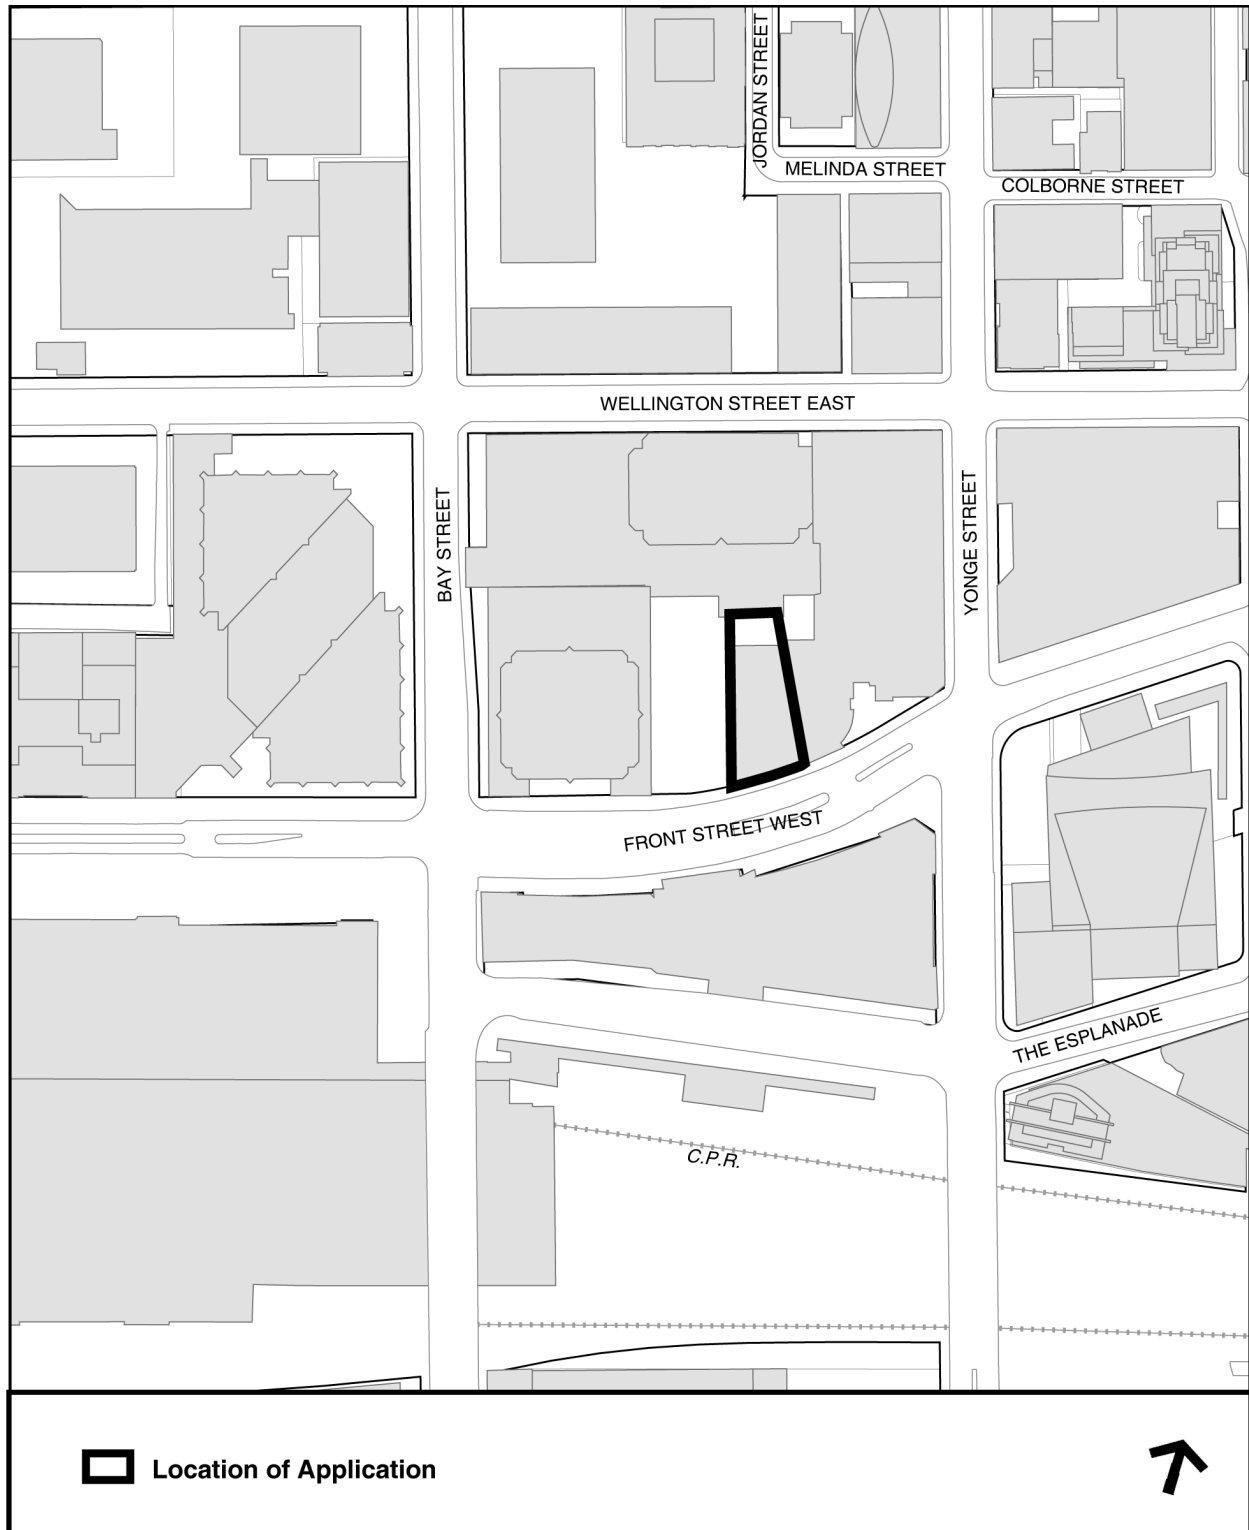 JORDAN STREET
MELINDA STREET
COLBORNE STREET
WELLINGTON STREET EAST
BAY STREET
YONGE STREET
FRONT STREET WEST
THE ESPLANADE
C.P.R.
Location of Application